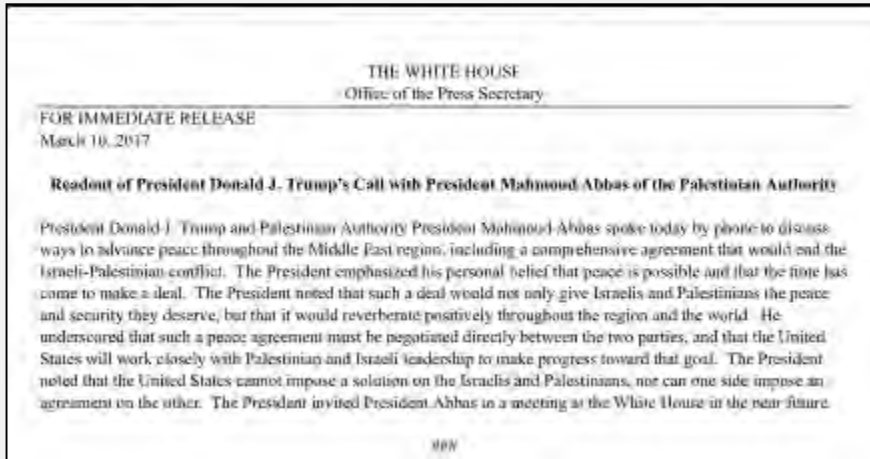 THE WHITE HOUSE
Office of the Press Secretary
FOR IMMEDIATE RELEASE
March 10, 2017
Readout of President Donald J. Trump's Call with President Mahmoud Abbas of the Palestinian Authority
President Donald J. Trump and Palestinian Authority President Mahmoud Abbas spoke today by phone to discuss
ways to advance peace throughout the Middle East region, including a comprehensive agreement that would end the
Israeli-Palestinian conflict. The President emphasized his personal belief that peace is possible and that the time has
come to make a deal. The President noted that such a deal would not only give Israelis and Palestinians the peace
and security they deserve, but that it would reverberate positively throughout the region and the world. He
underscored that such a peace agreement must be negotiated directly between the two parties, and that the United
States will work closely with Palestinian and Israeli leadership to make progress toward that goal. The President
noted that the United States cannot impose a solution on the Israelis and Palestinians, nor can one side impose an
agreement on the other. The President invited President Abbas to a meeting at the White House in the near future.
###